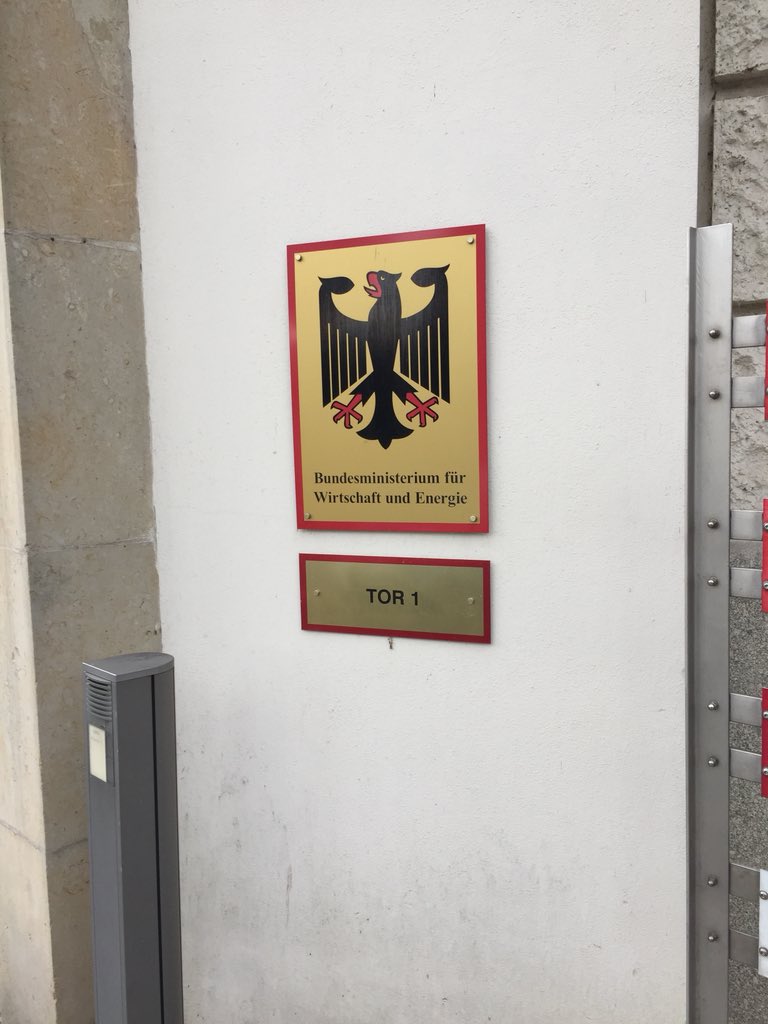 Bundesministerium für
Wirtschaft und Energie
TOR 1